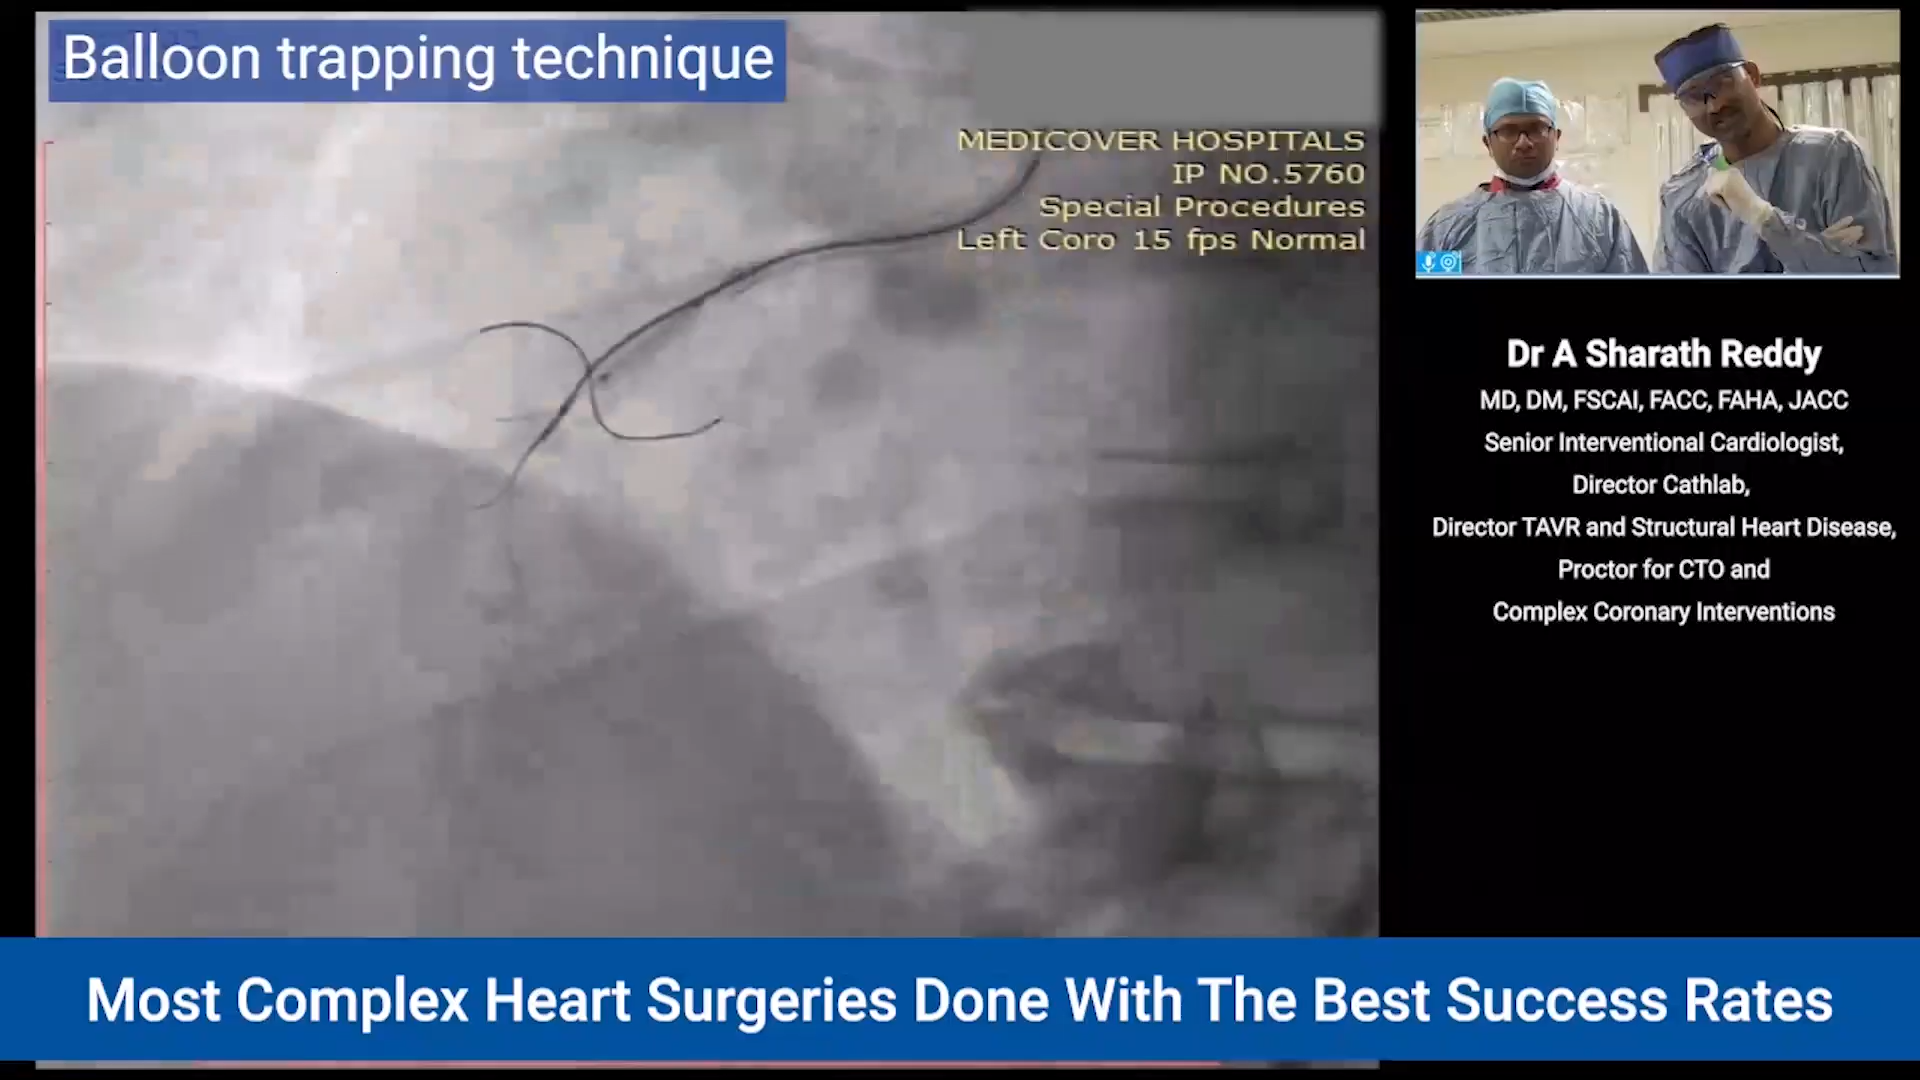 Balloon trapping technique
MEDICOVER HOSPITALS
IP NO.5760
Special Procedures
Left Coro 15 fps Normal
Dr A Sharath Reddy
MD, DM, FSCAI, FACC, FAHA, JACC
Senior Interventional Cardiologist,
Director Cathlab,
Director TAVR and Structural Heart Disease,
Proctor for CTO and
Complex Coronary Interventions
Most Complex Heart Surgeries Done With The Best Success Rates